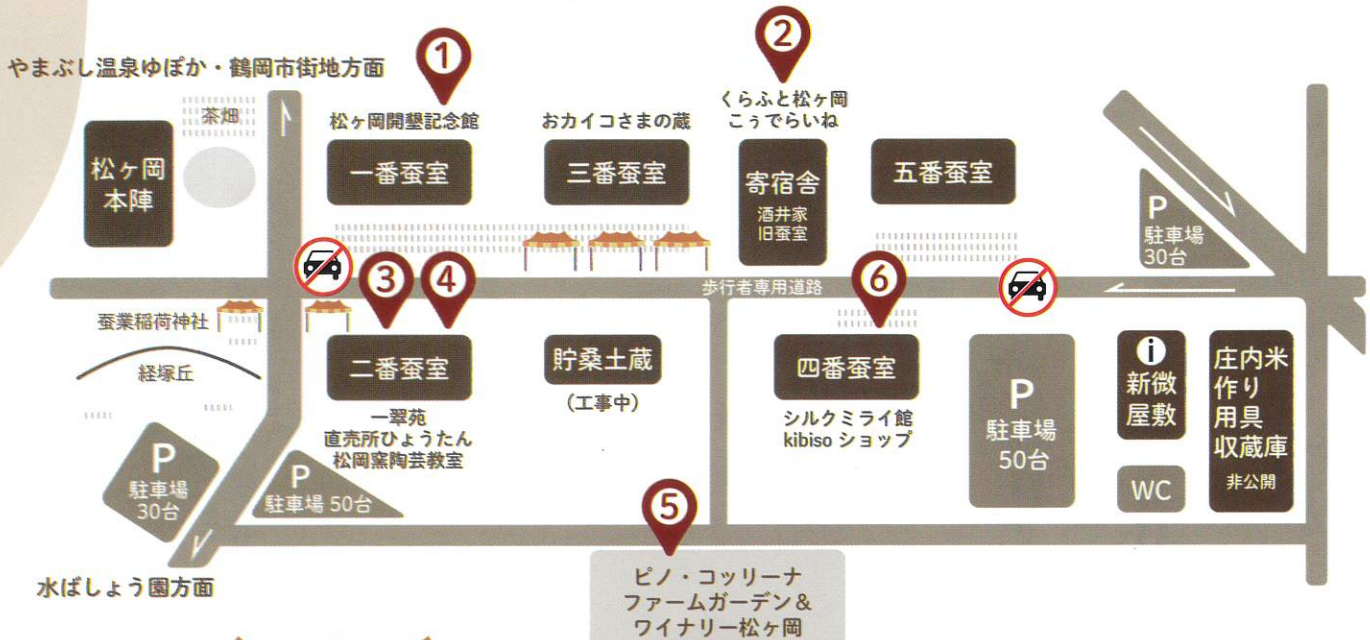 やまぶし温泉ゆぽか・鶴岡市街地方面
①
②
茶畑
松ヶ岡
本陣
松ヶ岡開墾記念館
一番蚕室
おカイコさまの蔵
三番蚕室
くらふと松ヶ岡
こぅでらいね
寄宿舎
酒井家
旧蚕室
五番蚕室
P
駐車場
30台
③
④
⑥
歩行者専用道路
蚕業稲荷神社
経塚丘
二番蚕室
一翠苑
直売所ひょうたん
松岡窯陶芸教室
貯桑土蔵
(工事中)
四番蚕室
シルクミライ館
kibiso ショップ
P
駐車場
50台
i
新徴
屋敷
WC
庄内米
作り
用具
収蔵庫
非公開
P
駐車場
30台
P
駐車場 50台
⑤
水ばしょう園方面
ピノ・コッリーナ
ファームガーデン&
ワイナリー松ヶ岡